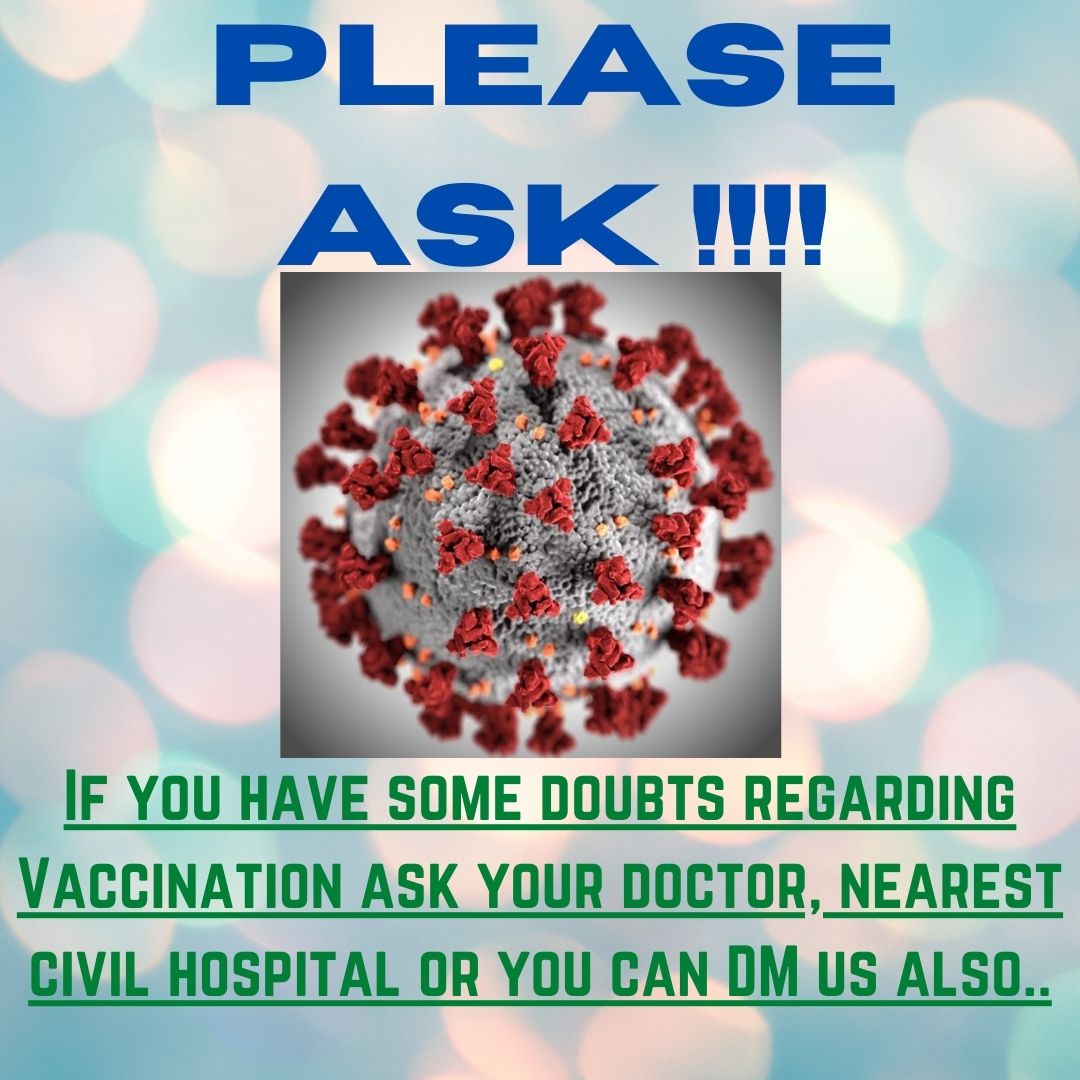 PLEASE
ASK !!!!
If you have some doubts regarding
Vaccination ask your doctor, nearest
civil hospital or you can DM us also..